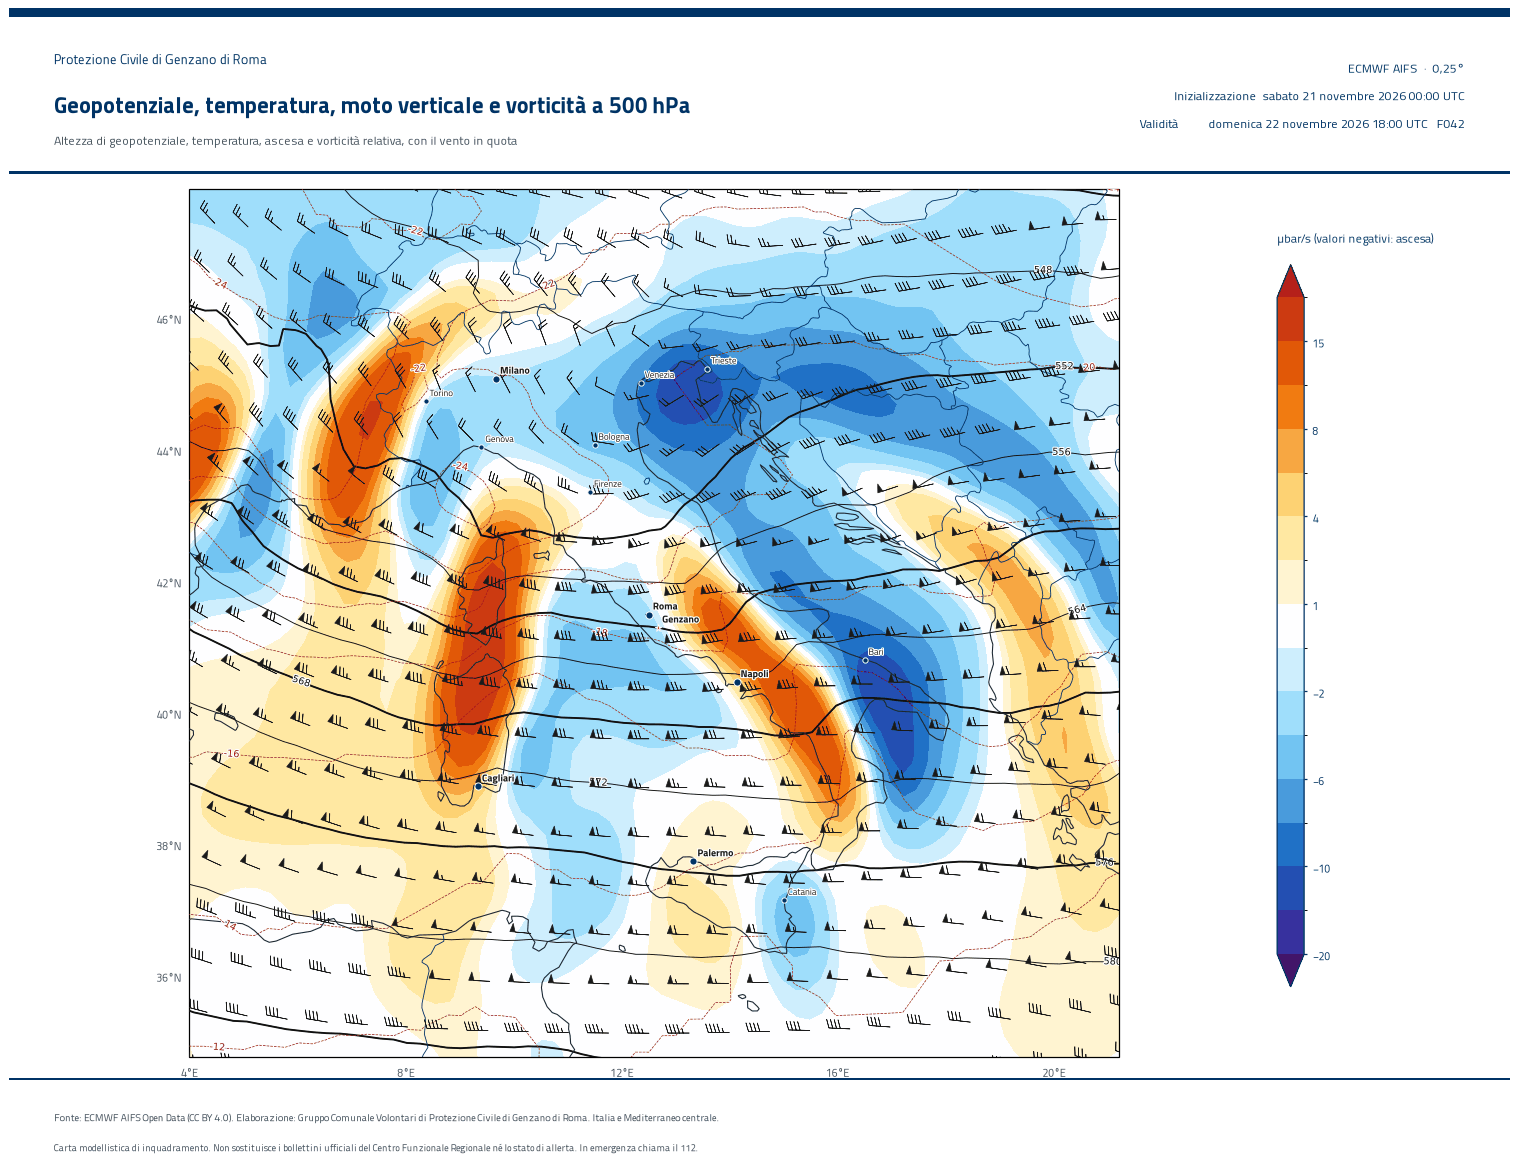 Protezione Civile di Genzano di Roma
Geopotenziale, temperatura, moto verticale e vorticità a 500 hPa
Altezza di geopotenziale, temperatura, ascesa e vorticità relativa, con il vento in quota
ECMWF AIFS · 0,25°
Inizializzazione sabato 21 novembre 2026 00:00 UTC
Validità domenica 22 novembre 2026 18:00 UTC F042
µbar/s (valori negativi: ascesa)
15
8
4
1
−2
−6
−10
−20
46°N
44°N
42°N
40°N
38°N
36°N
4°E
8°E
12°E
16°E
20°E
-22
-24
22
548
-22
552
-20
-24
556
-18
564
568
-16
572
576
-14
580
-12
Milano
Torino
Venezia
Trieste
Genova
Bologna
Firenze
Roma
Genzano
Napoli
Bari
Cagliari
Palermo
Catania
Fonte: ECMWF AIFS Open Data (CC BY 4.0). Elaborazione: Gruppo Comunale Volontari di Protezione Civile di Genzano di Roma. Italia e Mediterraneo centrale.
Carta modellistica di inquadramento. Non sostituisce i bollettini ufficiali del Centro Funzionale Regionale né lo stato di allerta. In emergenza chiama il 112.